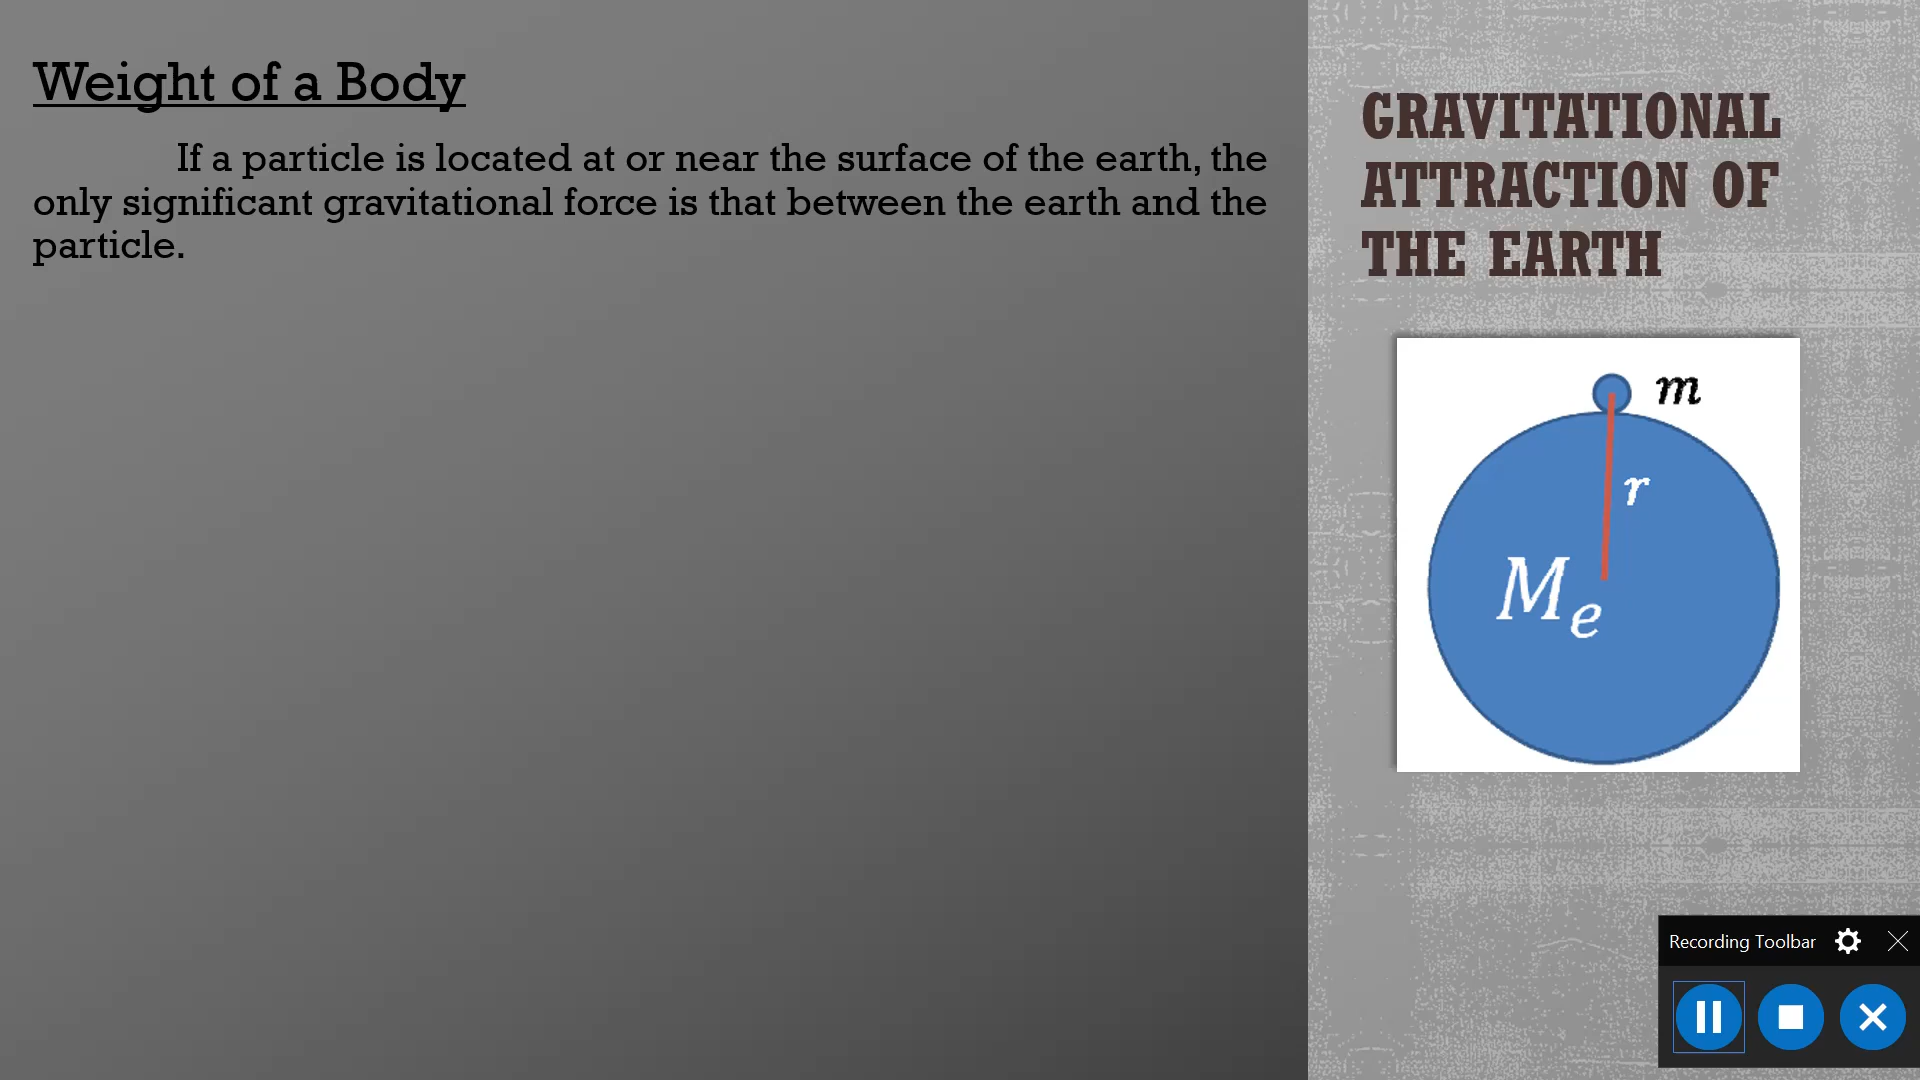 Weight of a Body
If a particle is located at or near the surface of the earth, the
only significant gravitational force is that between the earth and the
particle.
GRAVITATIONAL
ATTRACTION OF
THE EARTH
m
r
Mₑ
Recording Toolbar